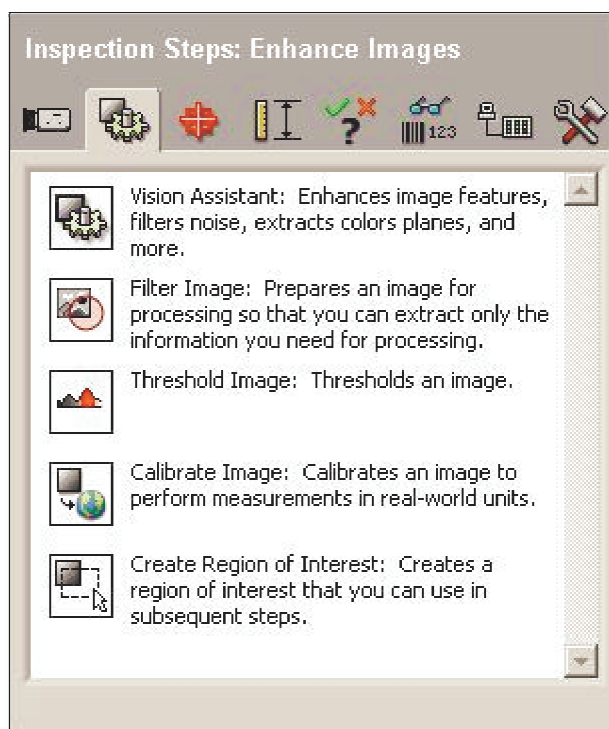 Inspection Steps: Enhance Images
?
123
Vision Assistant: Enhances image features,
filters noise, extracts colors planes, and
more.
Filter Image: Prepares an image for
processing so that you can extract only the
information you need for processing.
Threshold Image: Thresholds an image.
Calibrate Image: Calibrates an image to
perform measurements in real-world units.
Create Region of Interest: Creates a
region of interest that you can use in
subsequent steps.